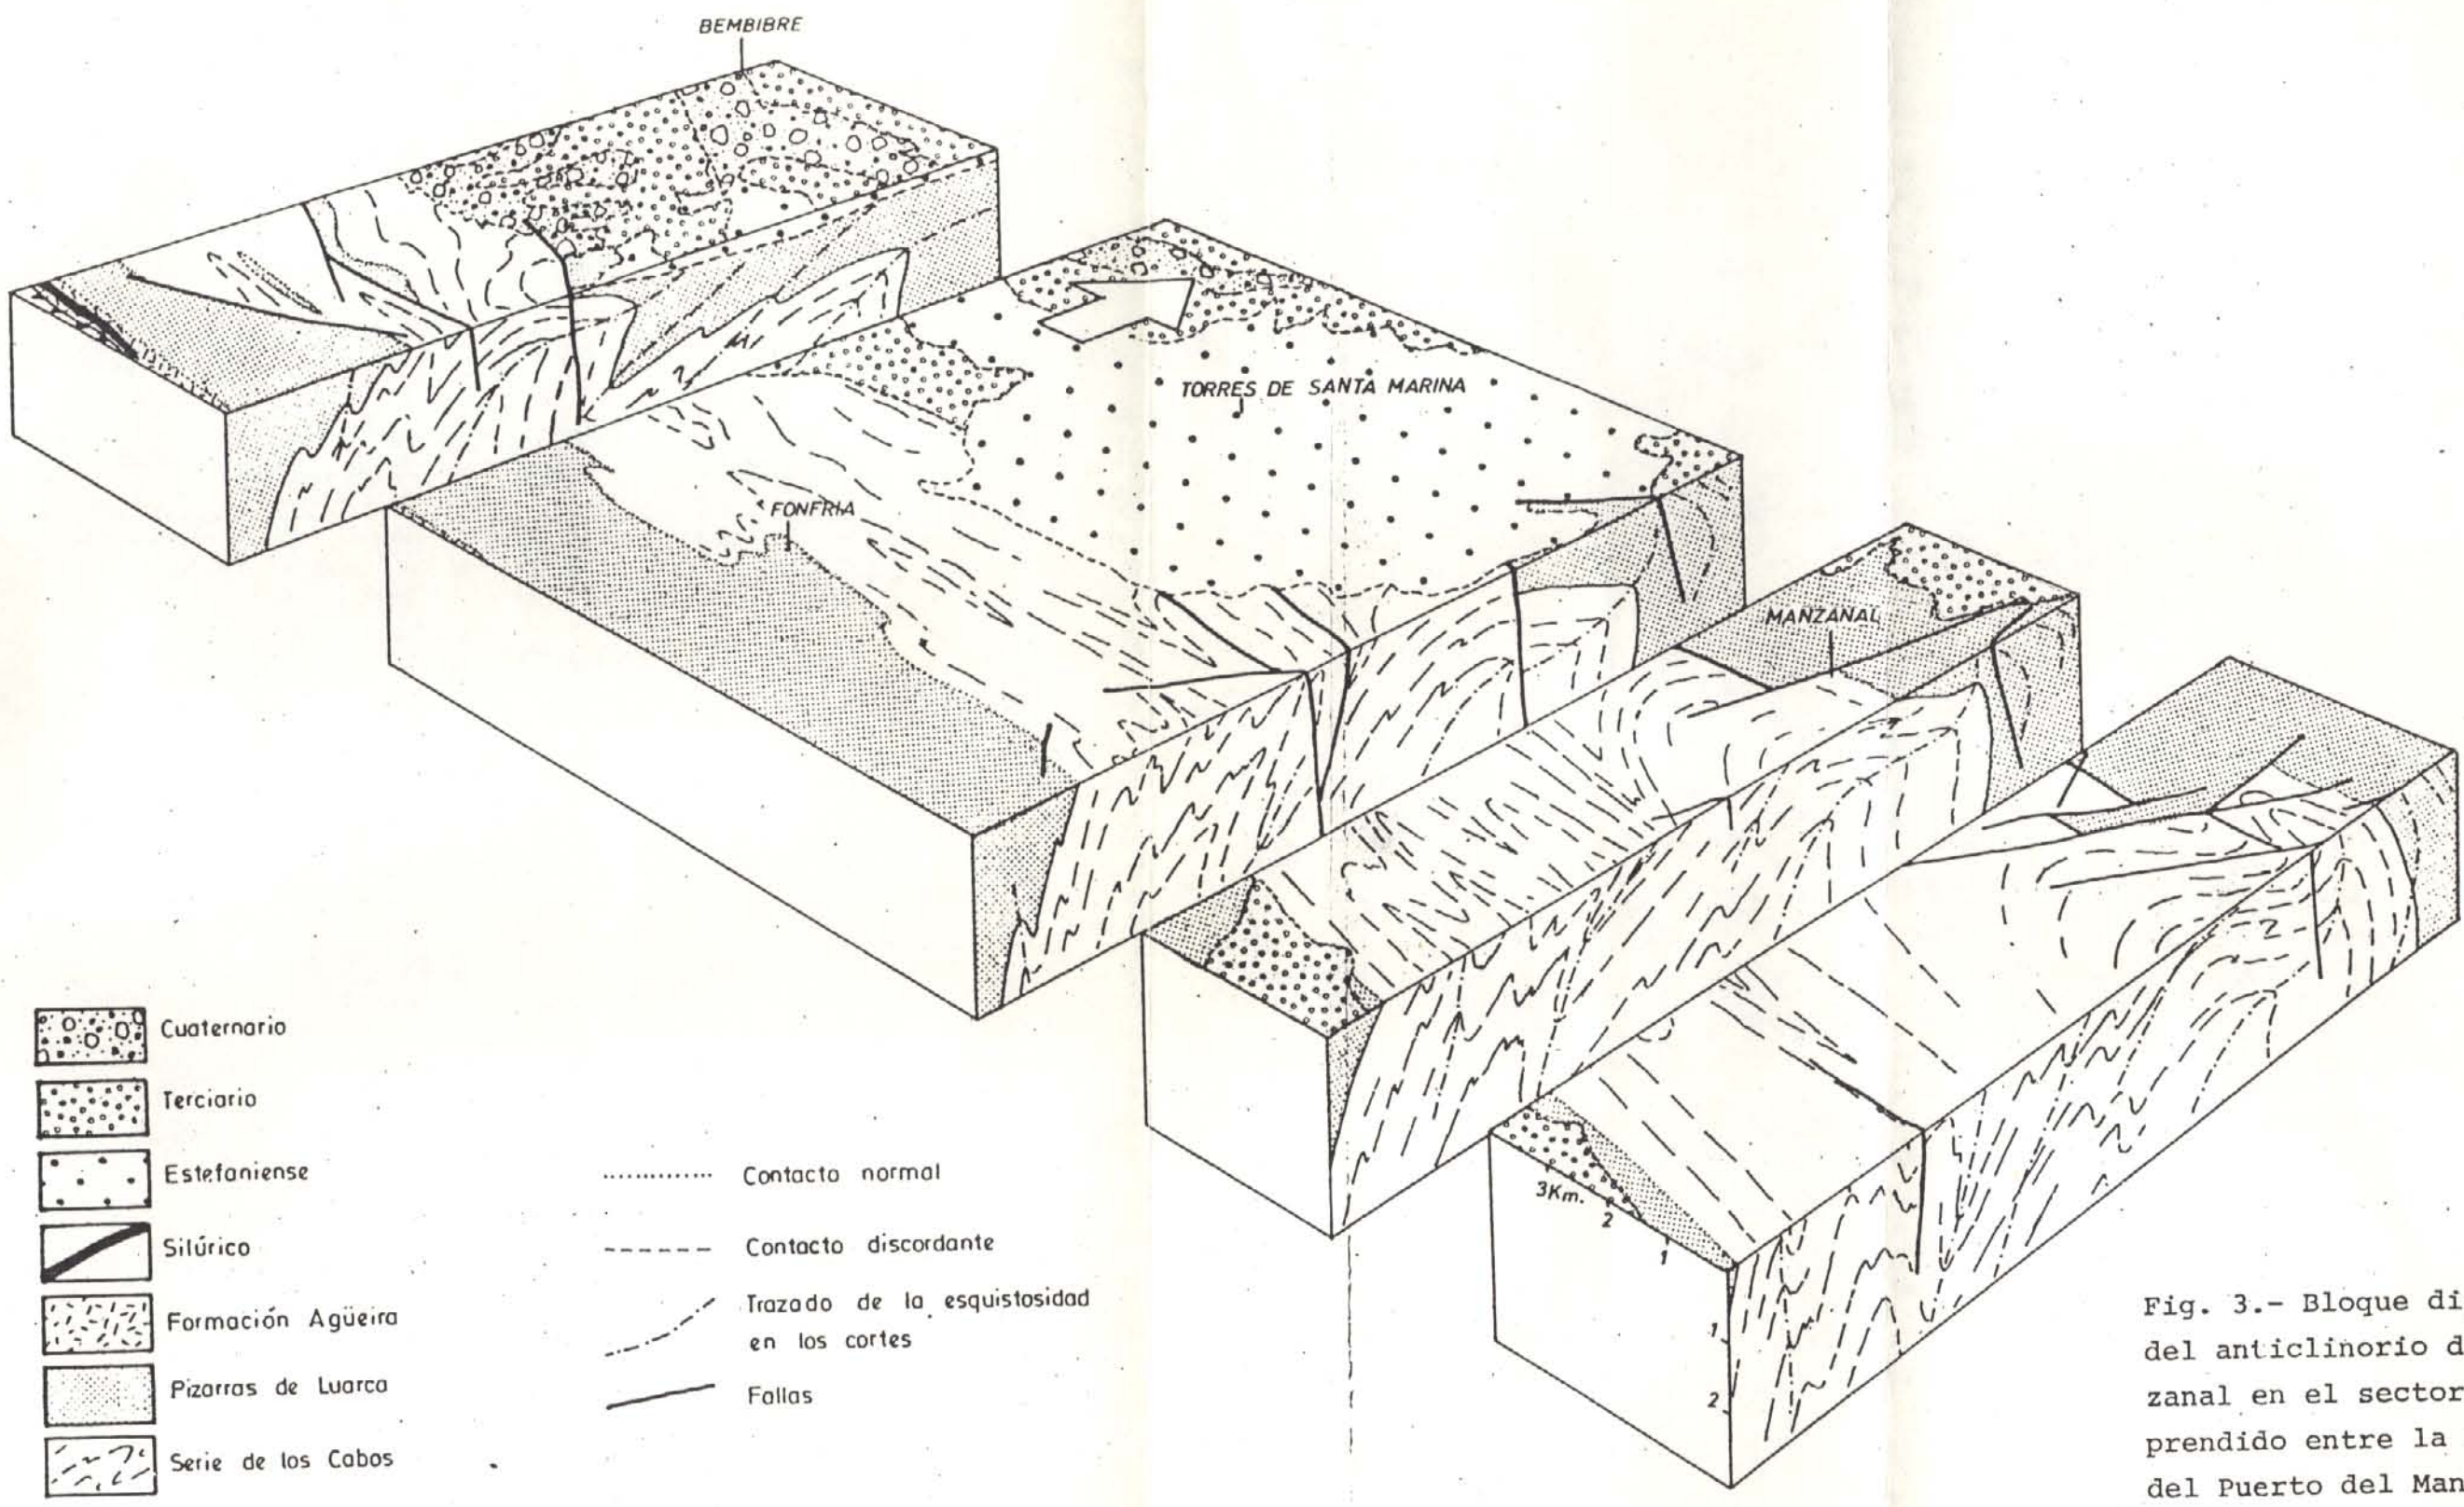 BEMBIBRE
TORRES DE SANTA MARINA
FONFRIA
MANZANAL
3Km.
2
1
1
2
Cuaternario
Terciario
Estefaniense
Silúrico
Formación Agüeira
Pizarras de Luarca
Serie de los Cabos
Contacto normal
Contacto discordante
Trazado de la esquistosidad
en los cortes
Fallas
Fig. 3.- Bloque di
del anticlinorio d
zanal en el sector
prendido entre la
del Puerto del Man